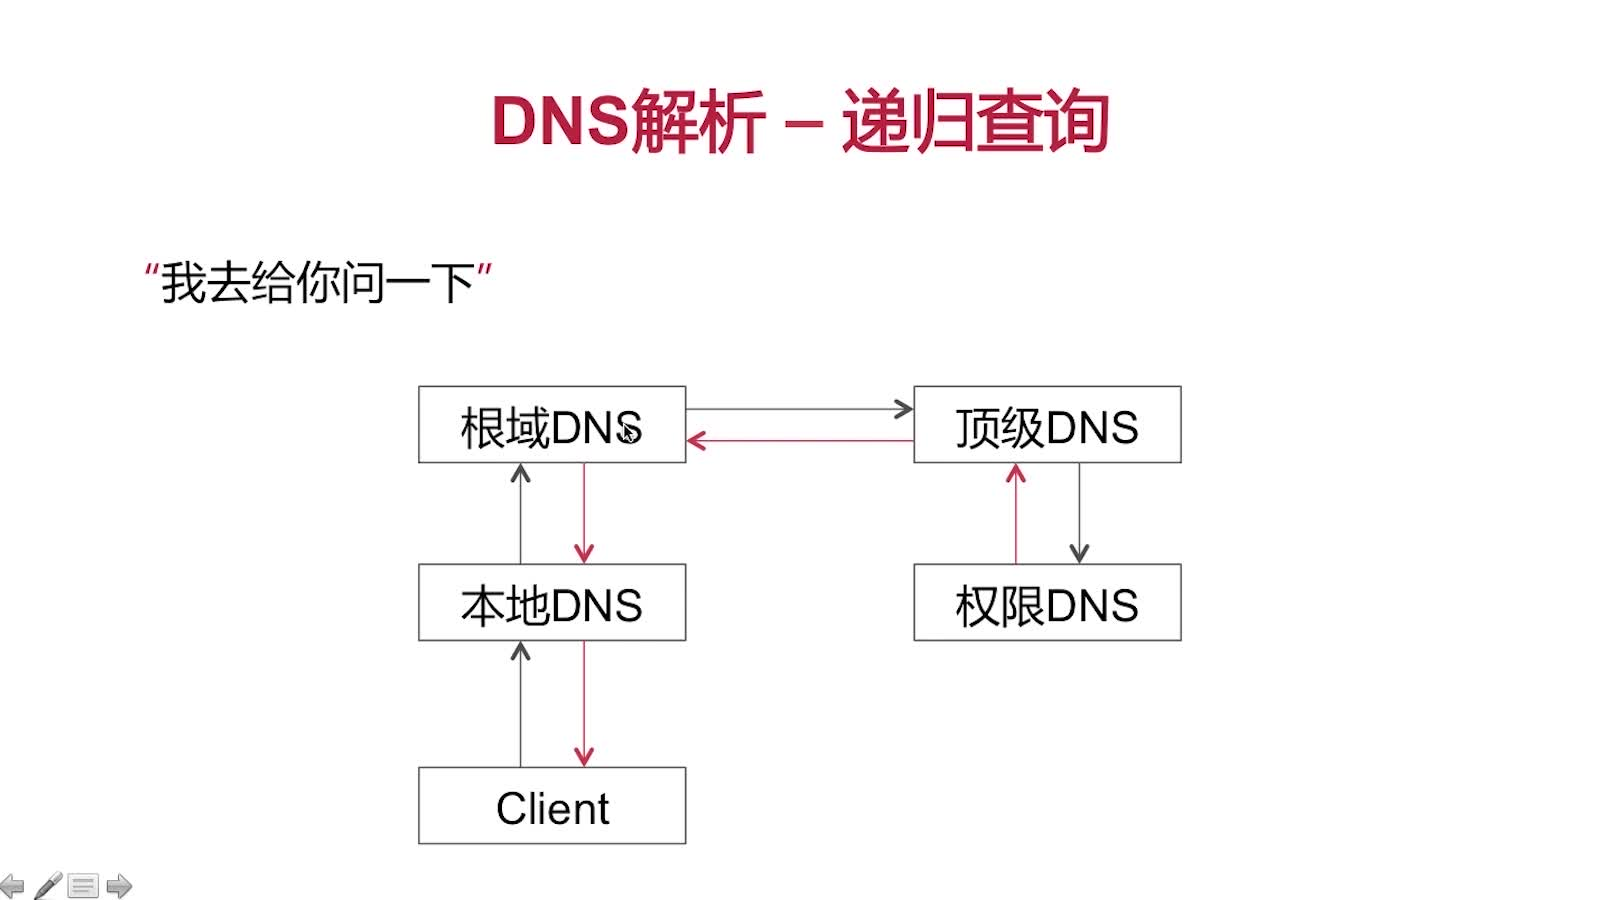 DNS解析 – 递归查询
“我去给你问一下”
根域DNS
顶级DNS
本地DNS
权限DNS
Client